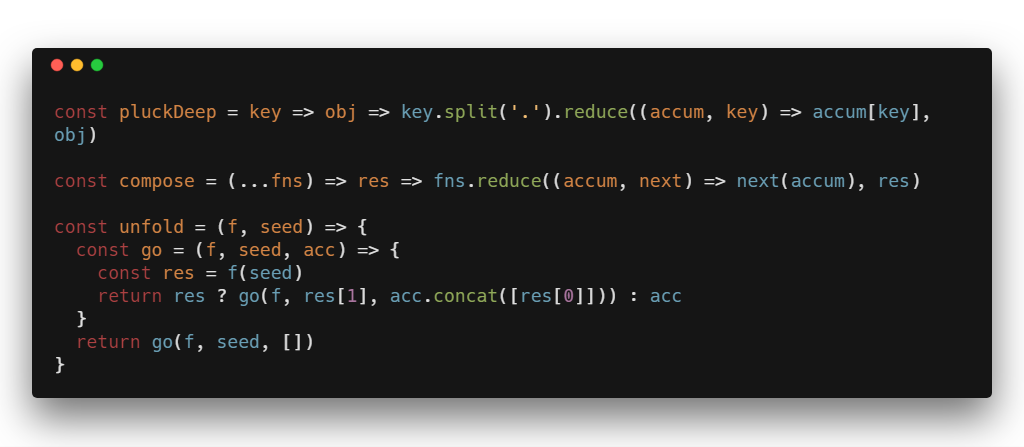 const pluckDeep = key => obj => key.split('.').reduce((accum, key) => accum[key],
obj)

const compose = (...fns) => res => fns.reduce((accum, next) => next(accum), res)

const unfold = (f, seed) => {
  const go = (f, seed, acc) => {
    const res = f(seed)
    return res ? go(f, res[1], acc.concat([res[0]])) : acc
  }
  return go(f, seed, [])
}